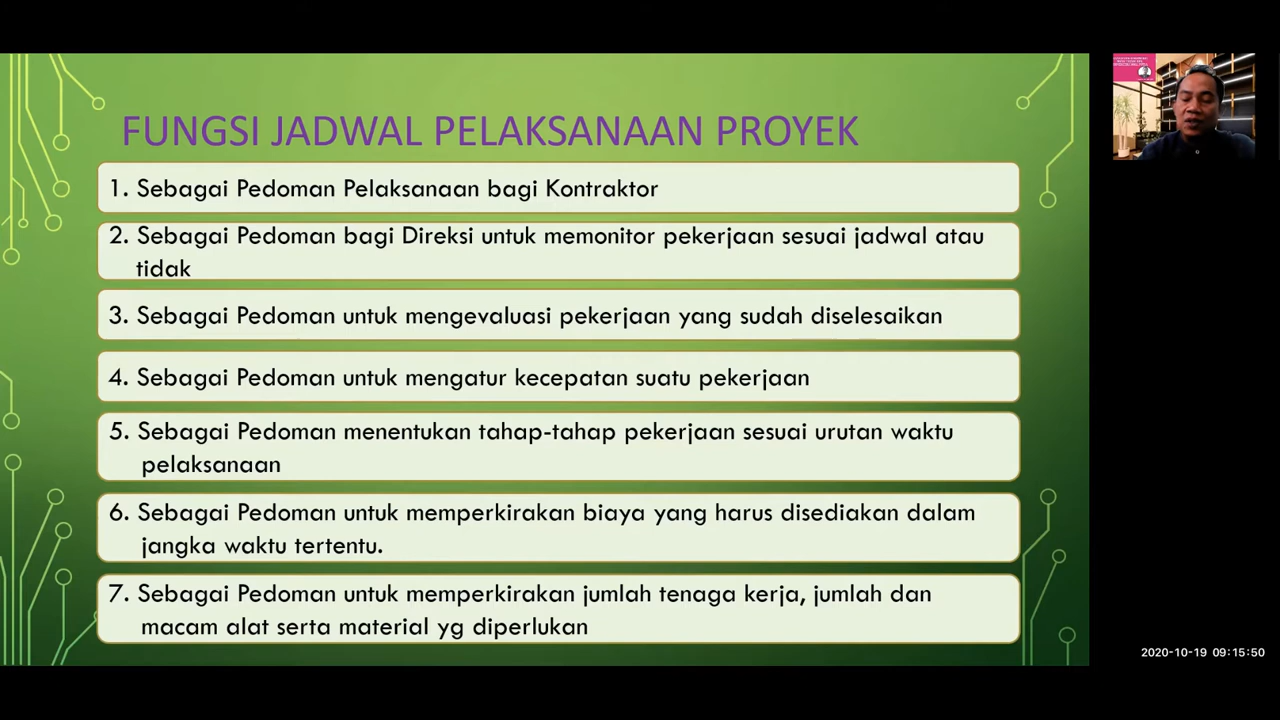 FUNGSI JADWAL PELAKSANAAN PROYEK
1. Sebagai Pedoman Pelaksanaan bagi Kontraktor
2. Sebagai Pedoman bagi Direksi untuk memonitor pekerjaan sesuai jadwal atau
tidak
3. Sebagai Pedoman untuk mengevaluasi pekerjaan yang sudah diselesaikan
4. Sebagai Pedoman untuk mengatur kecepatan suatu pekerjaan
5. Sebagai Pedoman menentukan tahap-tahap pekerjaan sesuai urutan waktu
pelaksanaan
6. Sebagai Pedoman untuk memperkirakan biaya yang harus disediakan dalam
jangka waktu tertentu.
7. Sebagai Pedoman untuk memperkirakan jumlah tenaga kerja, jumlah dan
macam alat serta material yg diperlukan
2020-10-19 09:15:50